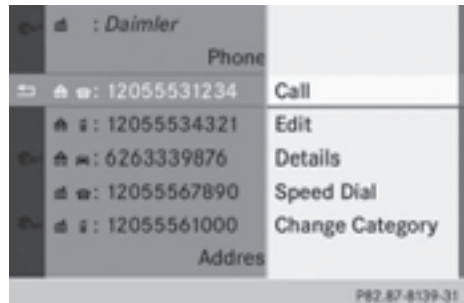 : Daimler
Phone
: 12055531234
Call
: 12055534321
Edit
: 6263339876
Details
: 12055567890
Speed Dial
: 12055561000
Change Category
Addres
P82.87-8139-31